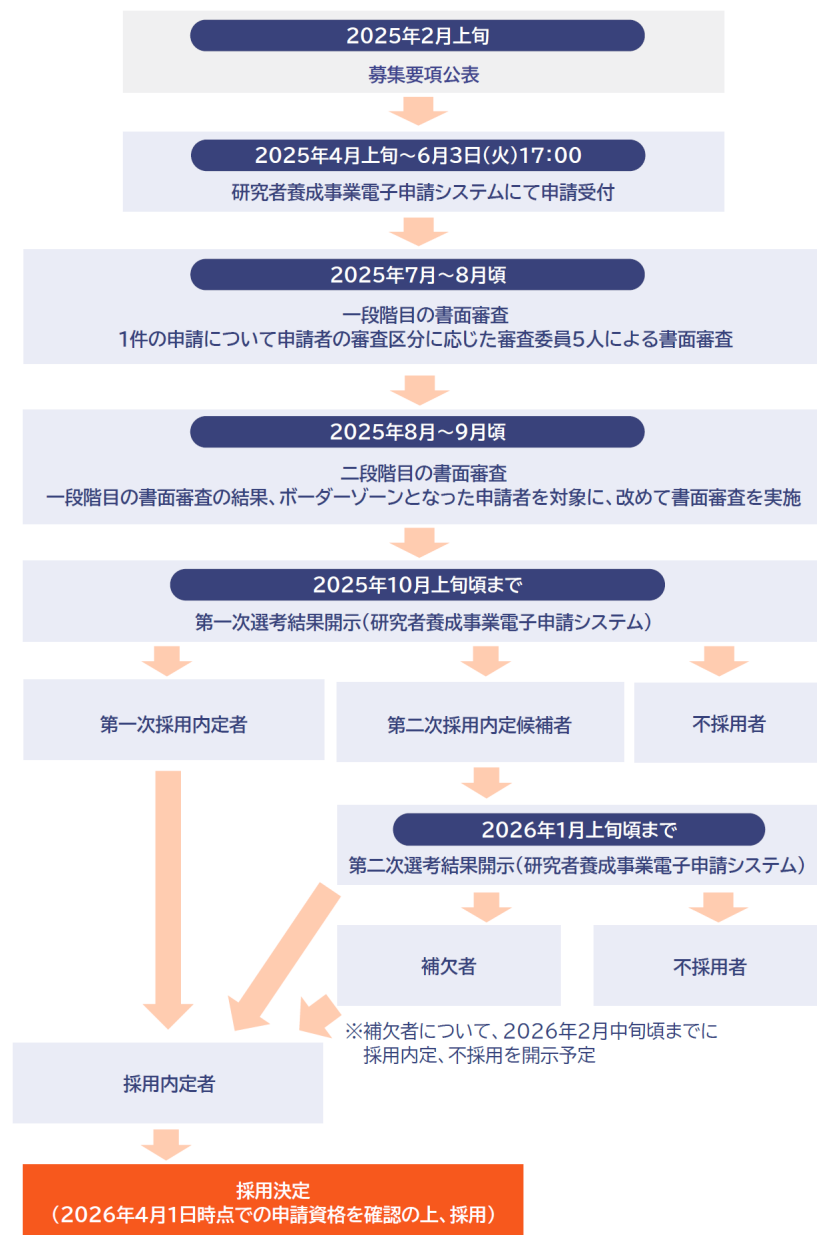 2025年2月上旬
募集要項公表
2025年4月上旬～6月3日(火)17:00
研究者養成事業電子申請システムにて申請受付
2025年7月～8月頃
一段階目の書面審査
1件の申請について申請者の審査区分に応じた審査委員5人による書面審査
2025年8月～9月頃
二段階目の書面審査
一段階目の書面審査の結果、ボーダーゾーンとなった申請者を対象に、改めて書面審査を実施
2025年10月上旬頃まで
第一次選考結果開示(研究者養成事業電子申請システム)
第一次採用内定者
第二次採用内定候補者
不採用者
2026年1月上旬頃まで
第二次選考結果開示(研究者養成事業電子申請システム)
補欠者
不採用者
※補欠者について、2026年2月中旬頃までに
採用内定、不採用を開示予定
採用内定者
採用決定
(2026年4月1日時点での申請資格を確認の上、採用)